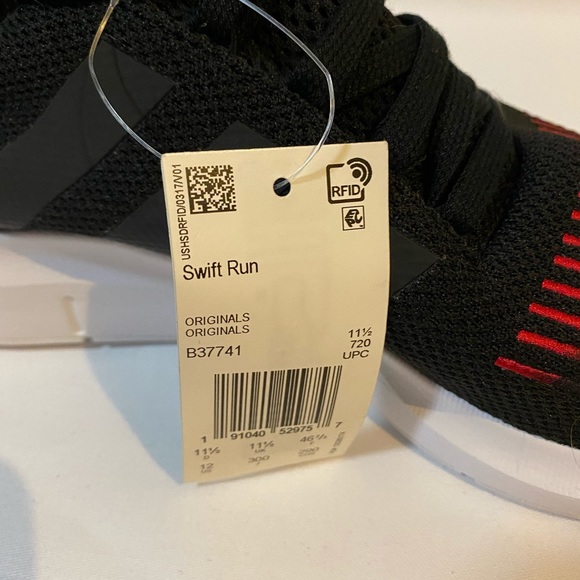 USHSDRFID/0317/V01
RFID
Swift Run
ORIGINALS
ORIGINALS
B37741
11½
720
UPC
1 91040 52975 7
11½ 11½ 46⅔
12 300 290